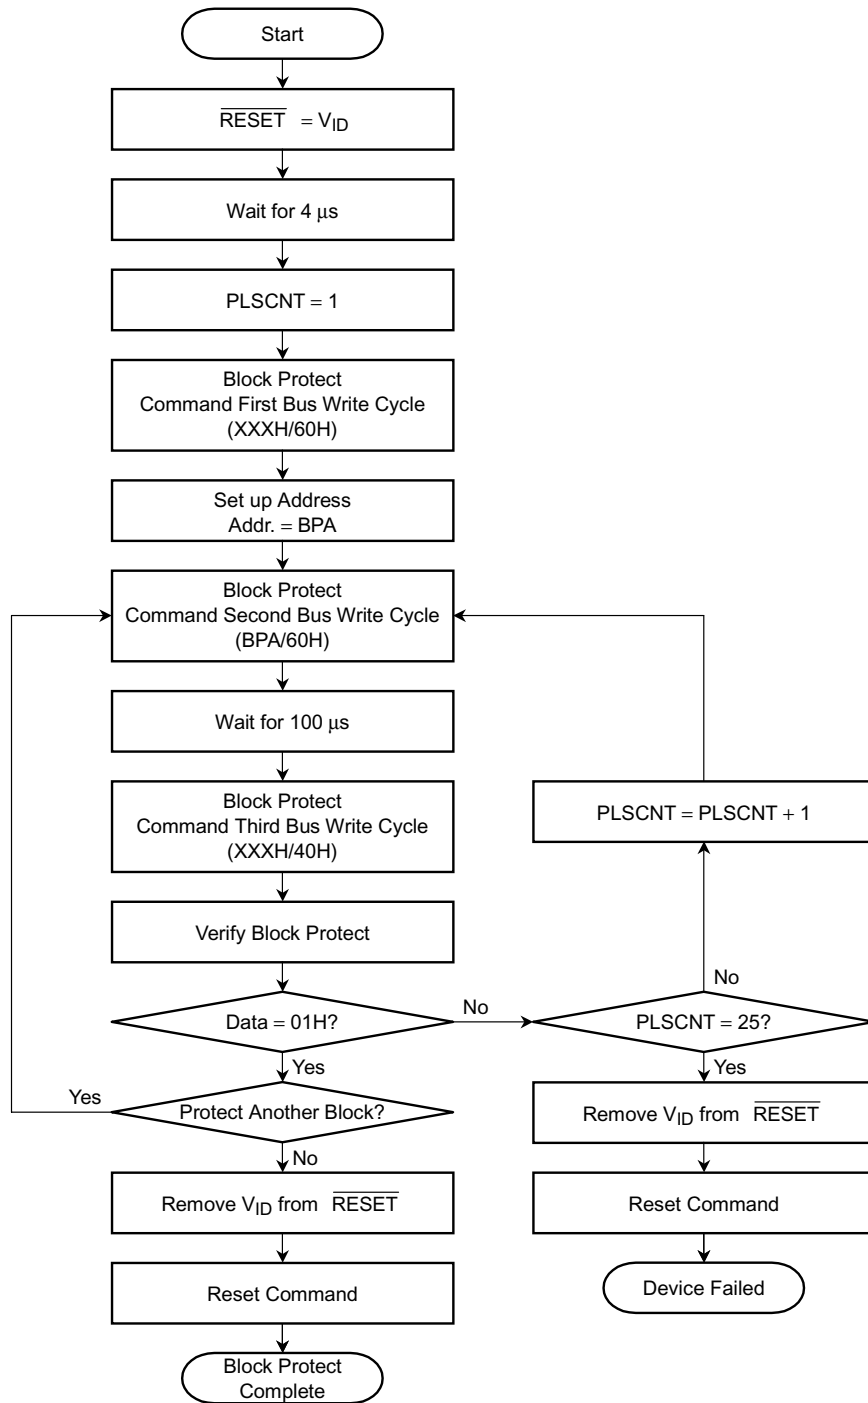 Start
RESET = VID
Wait for 4 μs
PLSCNT = 1
Block Protect
Command First Bus Write Cycle
(XXXH/60H)
Set up Address
Addr. = BPA
Block Protect
Command Second Bus Write Cycle
(BPA/60H)
Wait for 100 μs
Block Protect
Command Third Bus Write Cycle
(XXXH/40H)
PLSCNT = PLSCNT + 1
Verify Block Protect
No
Data = 01H?
No
PLSCNT = 25?
Yes
Yes
Yes
Protect Another Block?
Remove VID from RESET
No
Remove VID from RESET
Reset Command
Reset Command
Device Failed
Block Protect
Complete